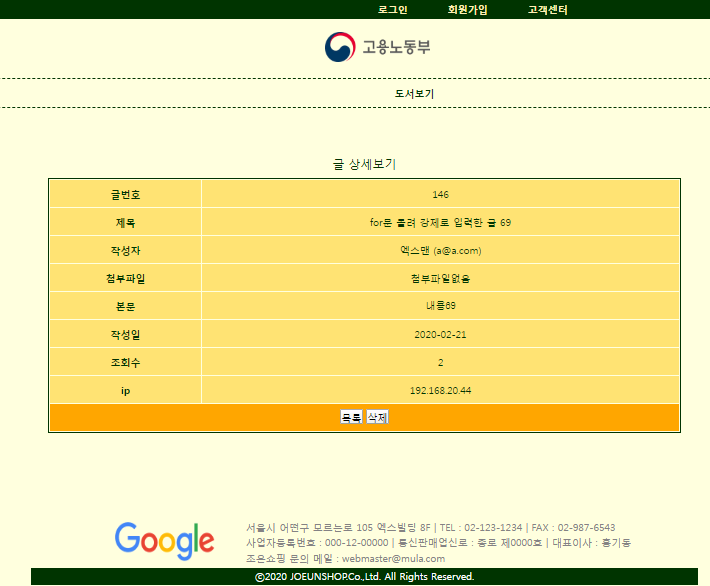 로그인 회원가입 고객센터
고용노동부
도서보기
글 상세보기
글번호 146
제목 for문 돌려 강제로 입력한 글 69
작성자 엑스맨 (a@a.com)
첨부파일 첨부파일없음
본문 내용69
작성일 2020-02-21
조회수 2
ip 192.168.20.44
목록 삭제
Google
서울시 어떤구 모르는로 105 엑스빌딩 8F | TEL : 02-123-1234 | FAX : 02-987-6543
사업자등록번호 : 000-12-00000 | 통신판매업신로 : 종로 제0000호 | 대표이사 : 홍기동
조은쇼핑 문의 메일 : webmaster@mula.com
©2020 JOEUNSHOP.Co.,Ltd. All Rights Reserved.